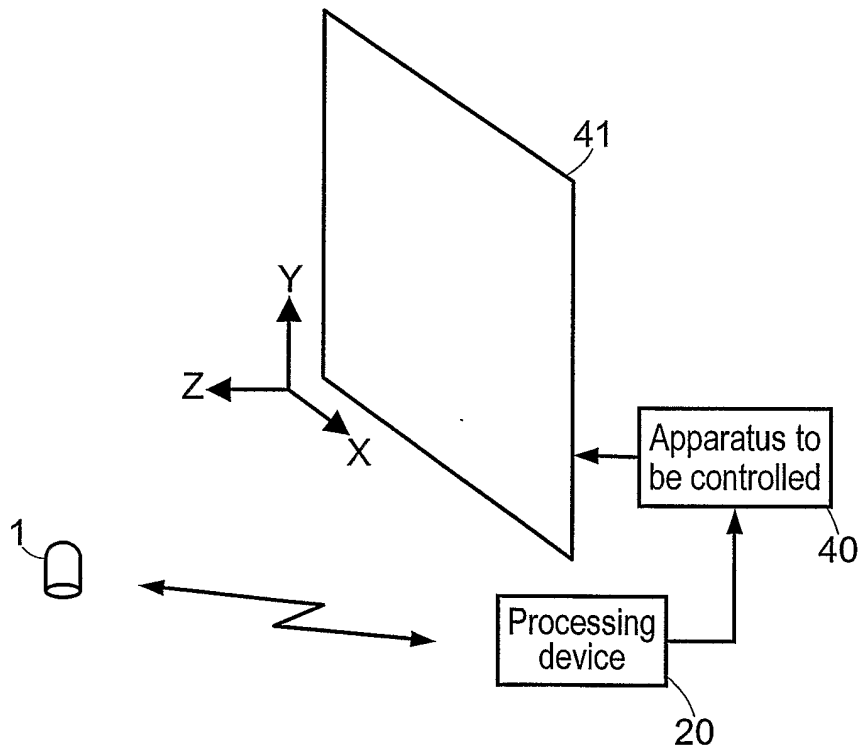 41
Y
Z
X
Apparatus to
be controlled
40
1
Processing
device
20